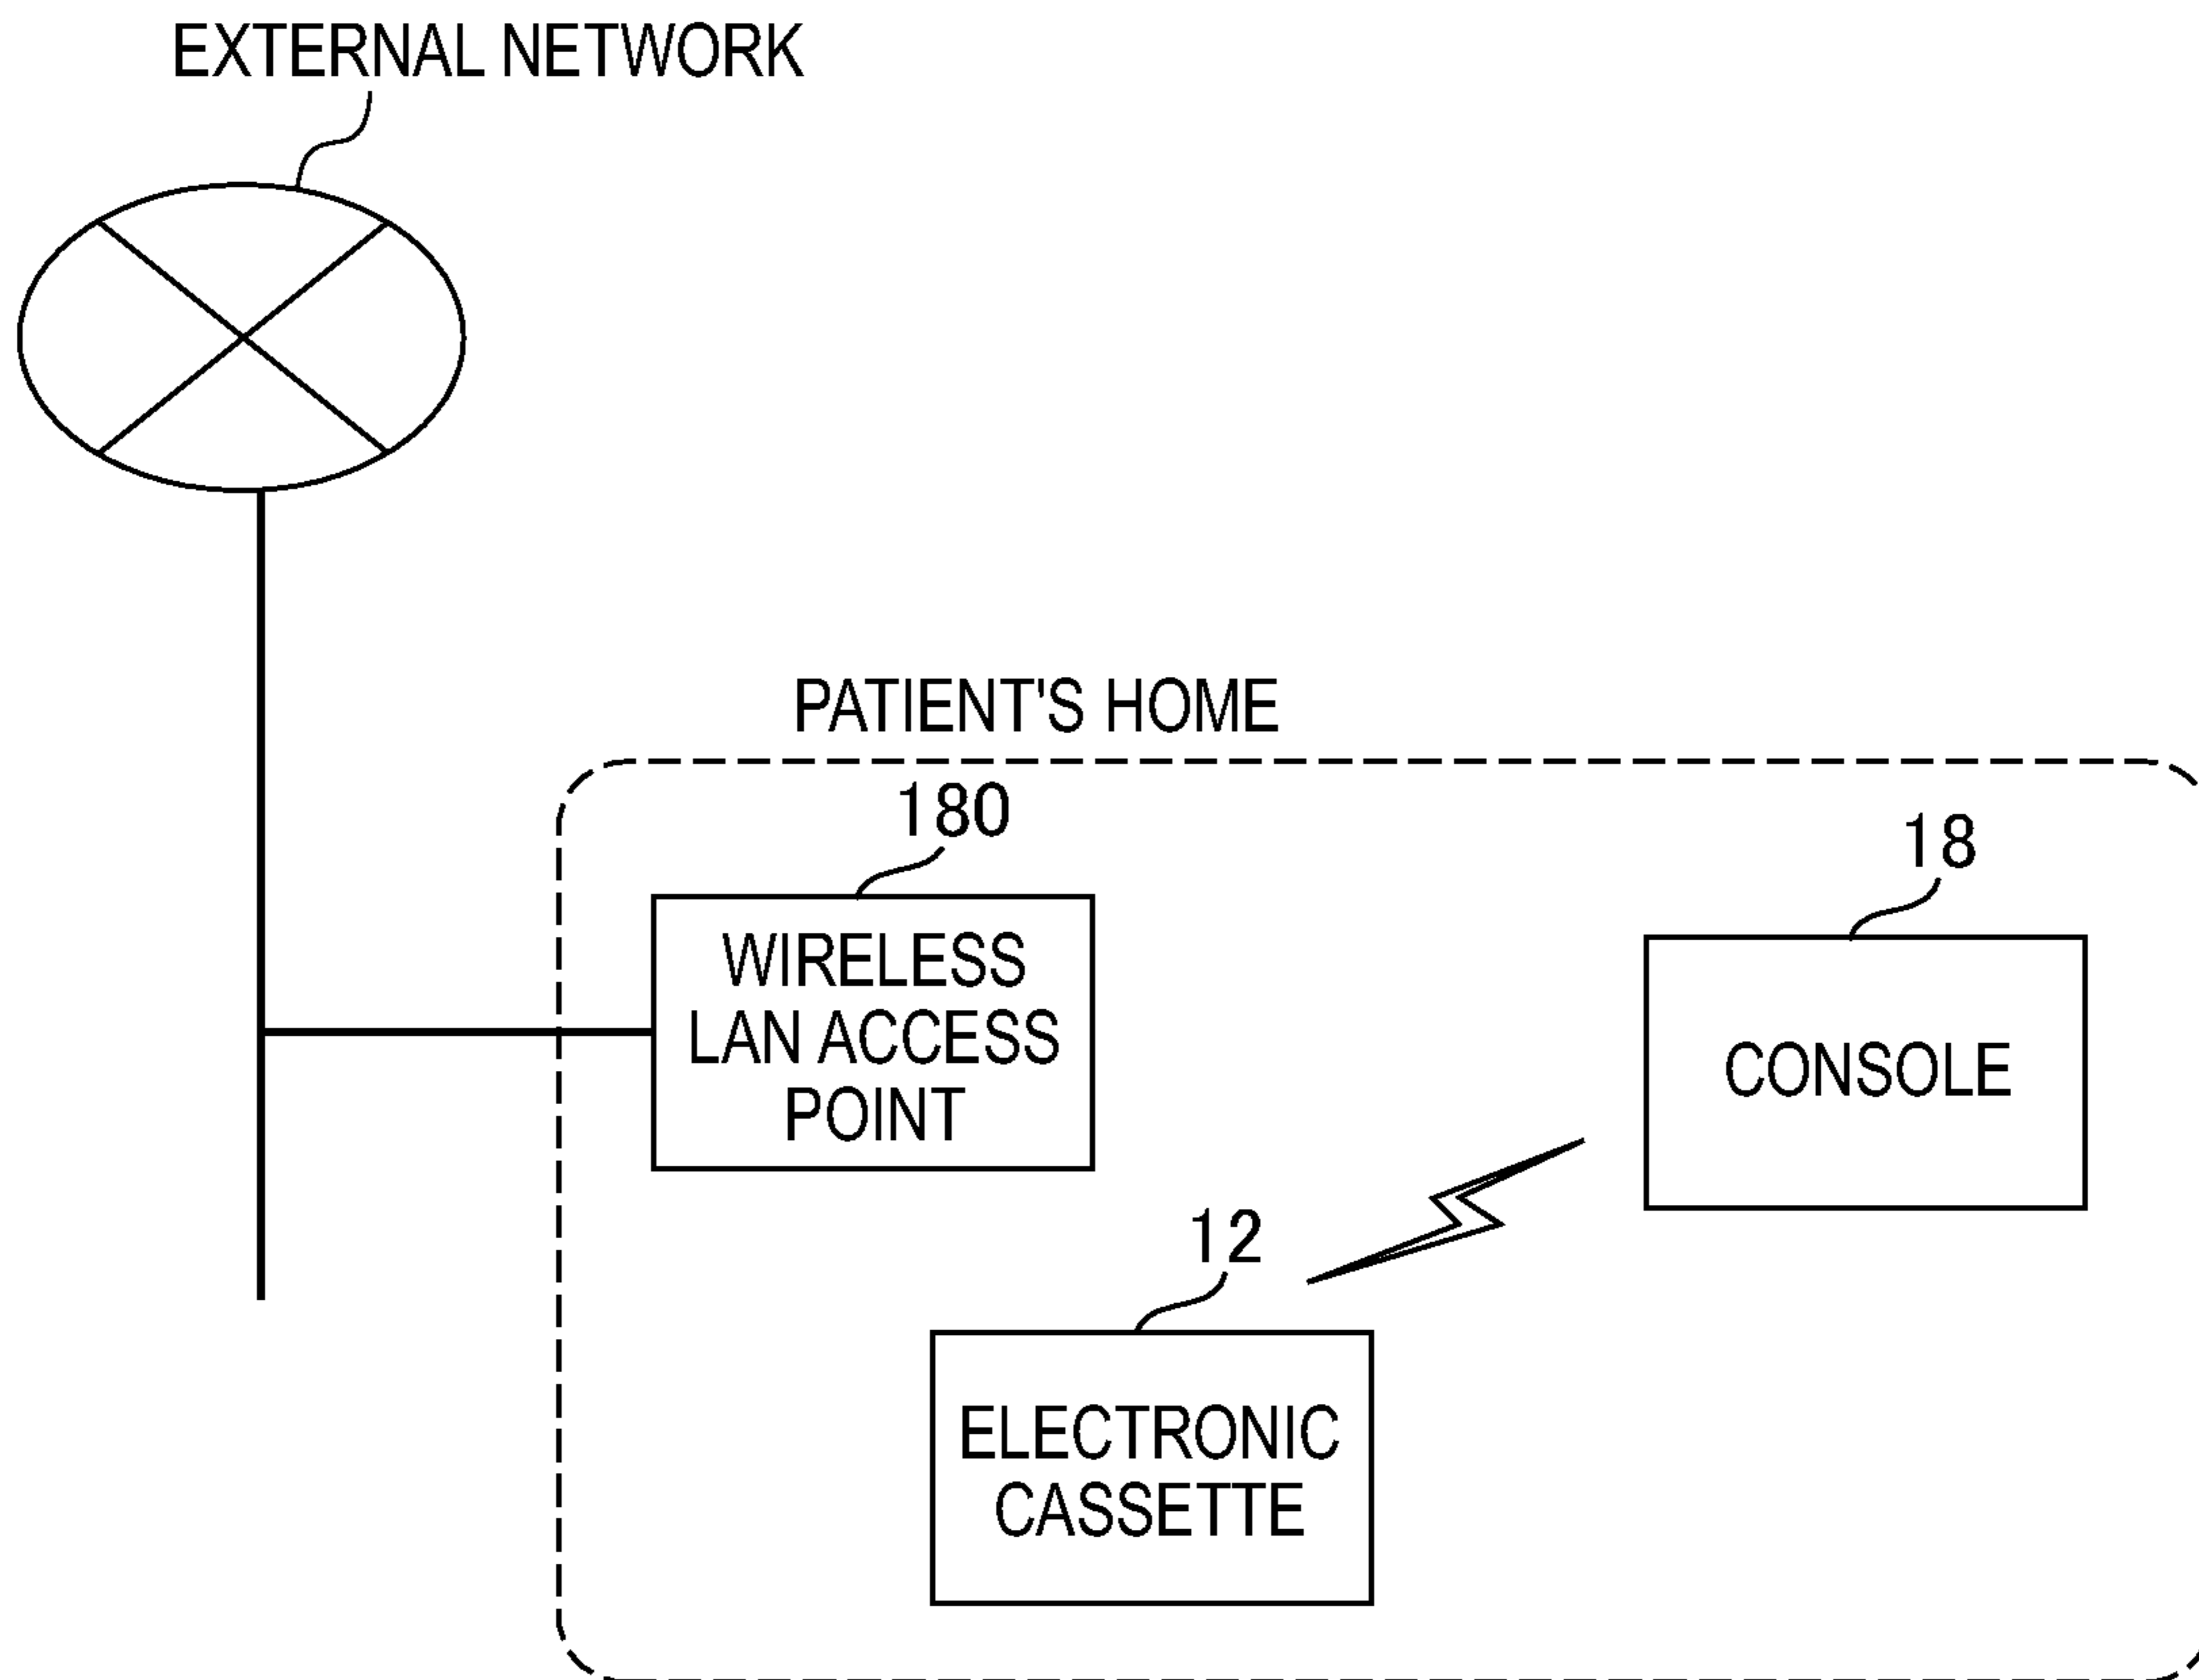 EXTERNAL NETWORK
PATIENT'S HOME
180
WIRELESS
LAN ACCESS
POINT
18
CONSOLE
12
ELECTRONIC
CASSETTE